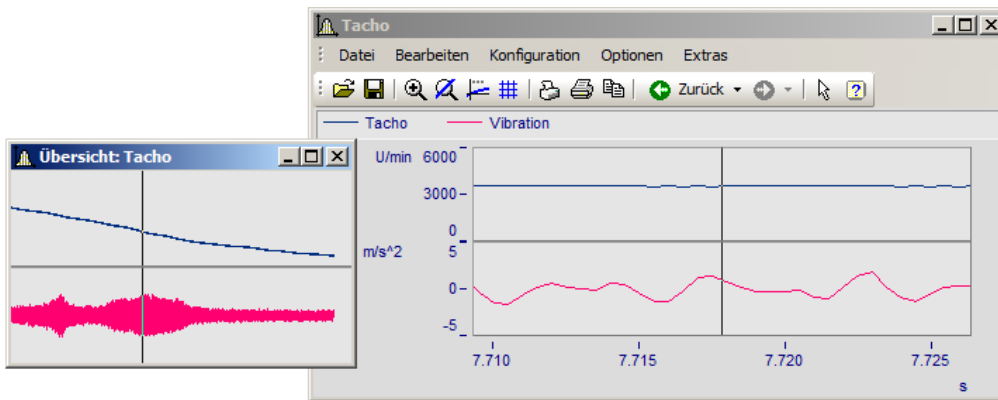 Tacho
Datei Bearbeiten Konfiguration Optionen Extras
Zurück
Tacho Vibration
Übersicht: Tacho
U/min 6000
3000
0
m/s^2 5
0
-5
7.710 7.715 7.720 7.725
s